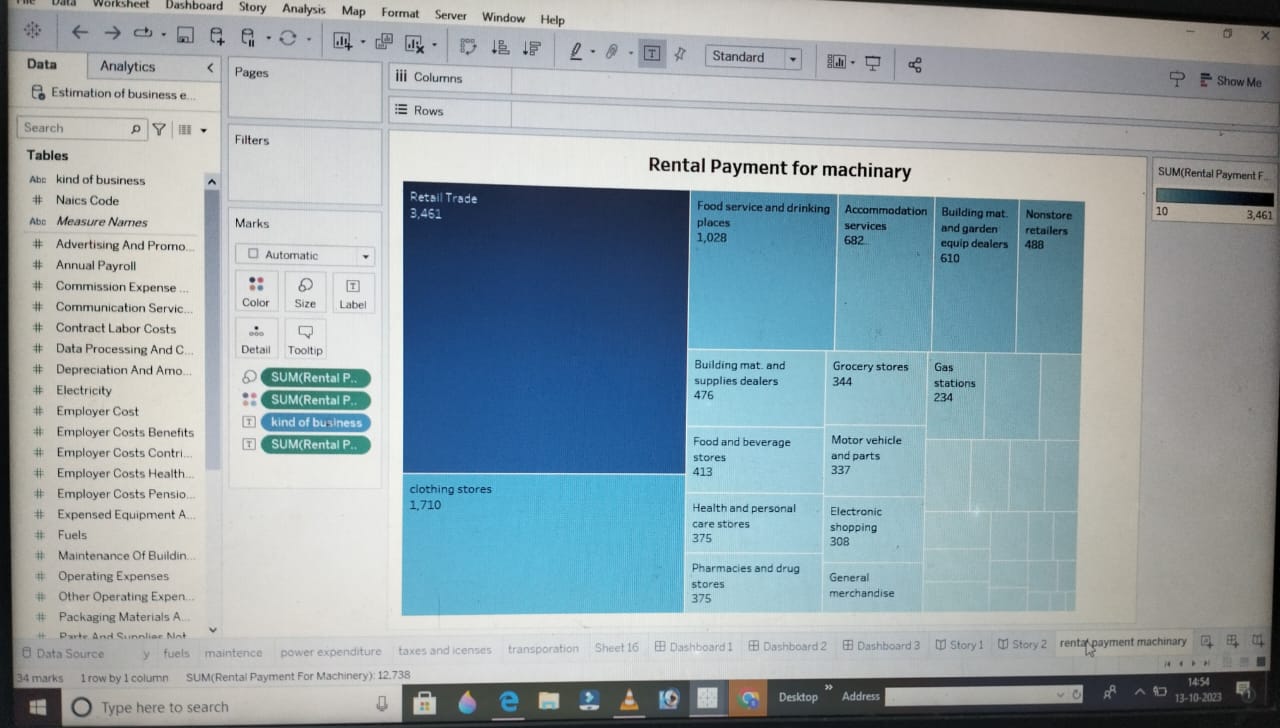 Data Worksheet Dashboard Story Analysis Map Format Server Window Help
Standard
Show Me
Data Analytics
Estimation of business e...
Search
Tables
Abc kind of business
# Naics Code
Abc Measure Names
# Advertising And Promo...
# Annual Payroll
# Commission Expense ...
# Communication Servic...
# Contract Labor Costs
# Data Processing And C...
# Depreciation And Amo...
# Electricity
# Employer Cost
# Employer Costs Benefits
# Employer Costs Contri...
# Employer Costs Health...
# Employer Costs Pensio...
# Expensed Equipment A...
# Fuels
# Maintenance Of Buildin...
# Operating Expenses
# Other Operating Expen...
# Packaging Materials A...
# Parts And Supplies Not
Pages
Filters
Marks
Automatic
Color Size Label
Detail Tooltip
SUM(Rental P..
SUM(Rental P..
kind of business
SUM(Rental P..
Columns
Rows
Rental Payment for machinary
Retail Trade
3,461
clothing stores
1,710
Food service and drinking
places
1,028
Accommodation
services
682
Building mat.
and garden
equip dealers
610
Nonstore
retailers
488
Building mat. and
supplies dealers
476
Grocery stores
344
Gas
stations
234
Food and beverage
stores
413
Motor vehicle
and parts
337
Health and personal
care stores
375
Electronic
shopping
308
Pharmacies and drug
stores
375
General
merchandise
SUM(Rental Payment F...
10 3,461
Data Source y fuels maintence power expenditure taxes and icenses transporation Sheet 16 Dashboard 1 Dashboard 2 Dashboard 3 Story 1 Story 2 rental payment machinary
34 marks 1 row by 1 column SUM(Rental Payment For Machinery): 12,738
Type here to search
Desktop
Address
14:54
13-10-2023